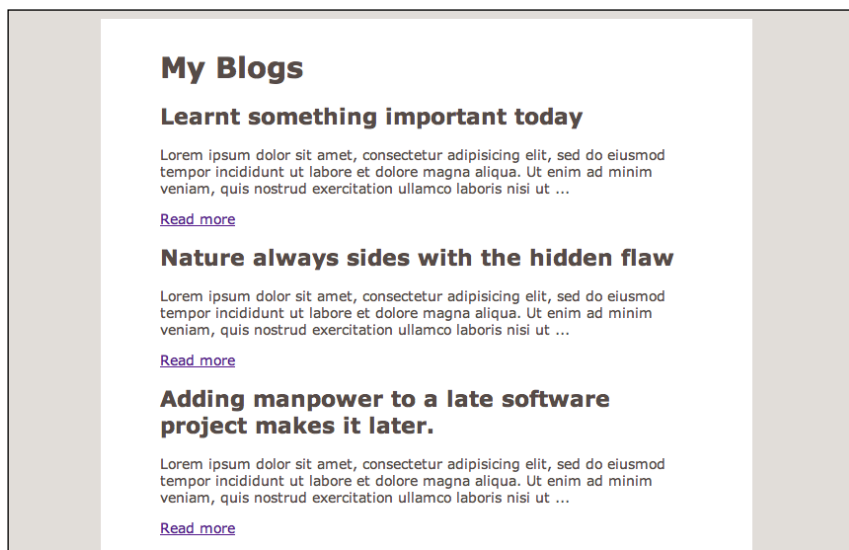 My Blogs
Learnt something important today
Lorem ipsum dolor sit amet, consectetur adipisicing elit, sed do eiusmod
tempor incididunt ut labore et dolore magna aliqua. Ut enim ad minim
veniam, quis nostrud exercitation ullamco laboris nisi ut ...
Read more
Nature always sides with the hidden flaw
Lorem ipsum dolor sit amet, consectetur adipisicing elit, sed do eiusmod
tempor incididunt ut labore et dolore magna aliqua. Ut enim ad minim
veniam, quis nostrud exercitation ullamco laboris nisi ut ...
Read more
Adding manpower to a late software
project makes it later.
Lorem ipsum dolor sit amet, consectetur adipisicing elit, sed do eiusmod
tempor incididunt ut labore et dolore magna aliqua. Ut enim ad minim
veniam, quis nostrud exercitation ullamco laboris nisi ut ...
Read more